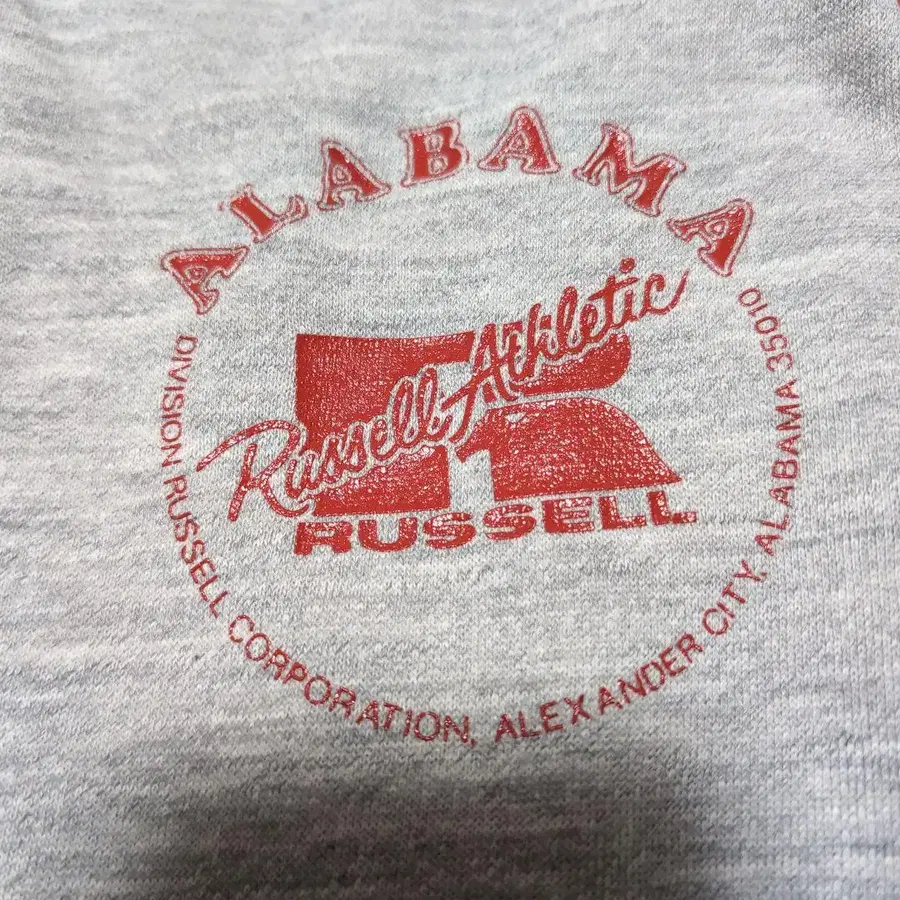 ALABAMA
Russell Athletic
RUSSELL
DIVISION RUSSELL CORPORATION, ALEXANDER CITY, ALABAMA 35010